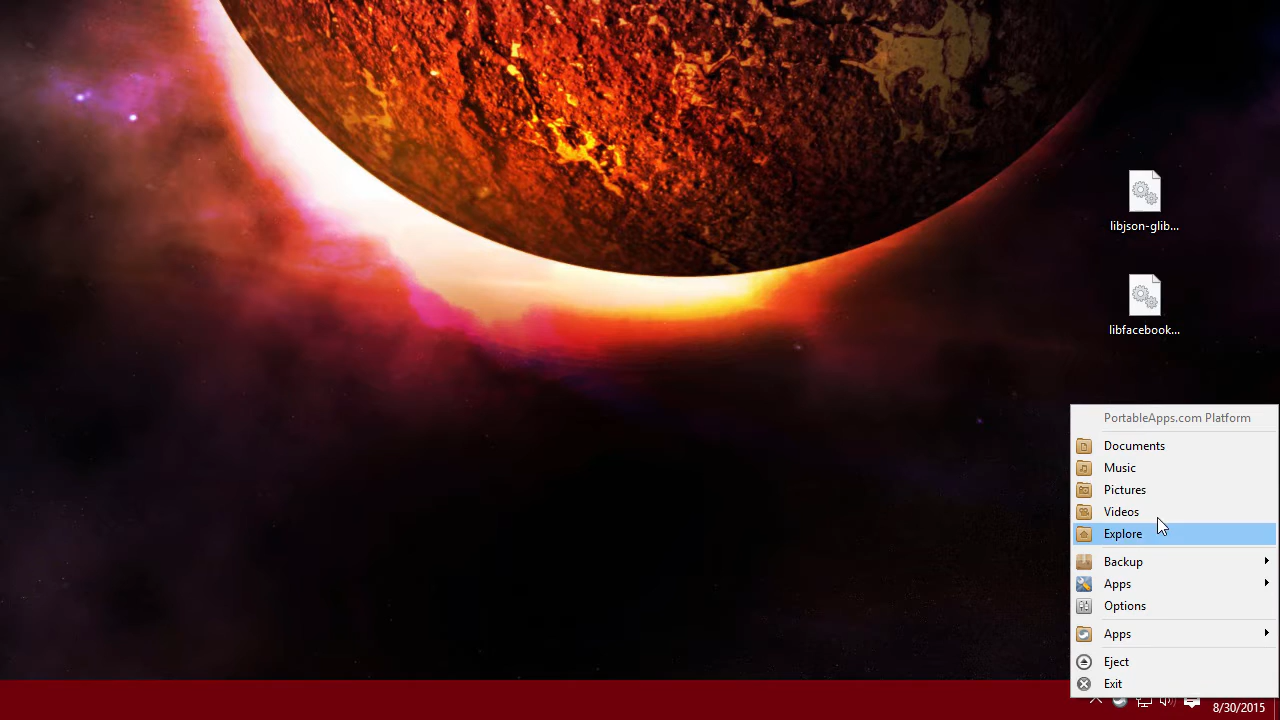 libjson-glib...
libfacebook...
PortableApps.com Platform
Documents
Music
Pictures
Videos
Explore
Backup
Apps
Options
Apps
Eject
Exit
8/30/2015